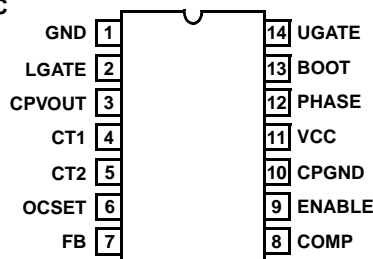 C
GND 1 14 UGATE
LGATE 2 13 BOOT
CPVOUT 3 12 PHASE
CT1 4 11 VCC
CT2 5 10 CPGND
OCSET 6 9 ENABLE
FB 7 8 COMP